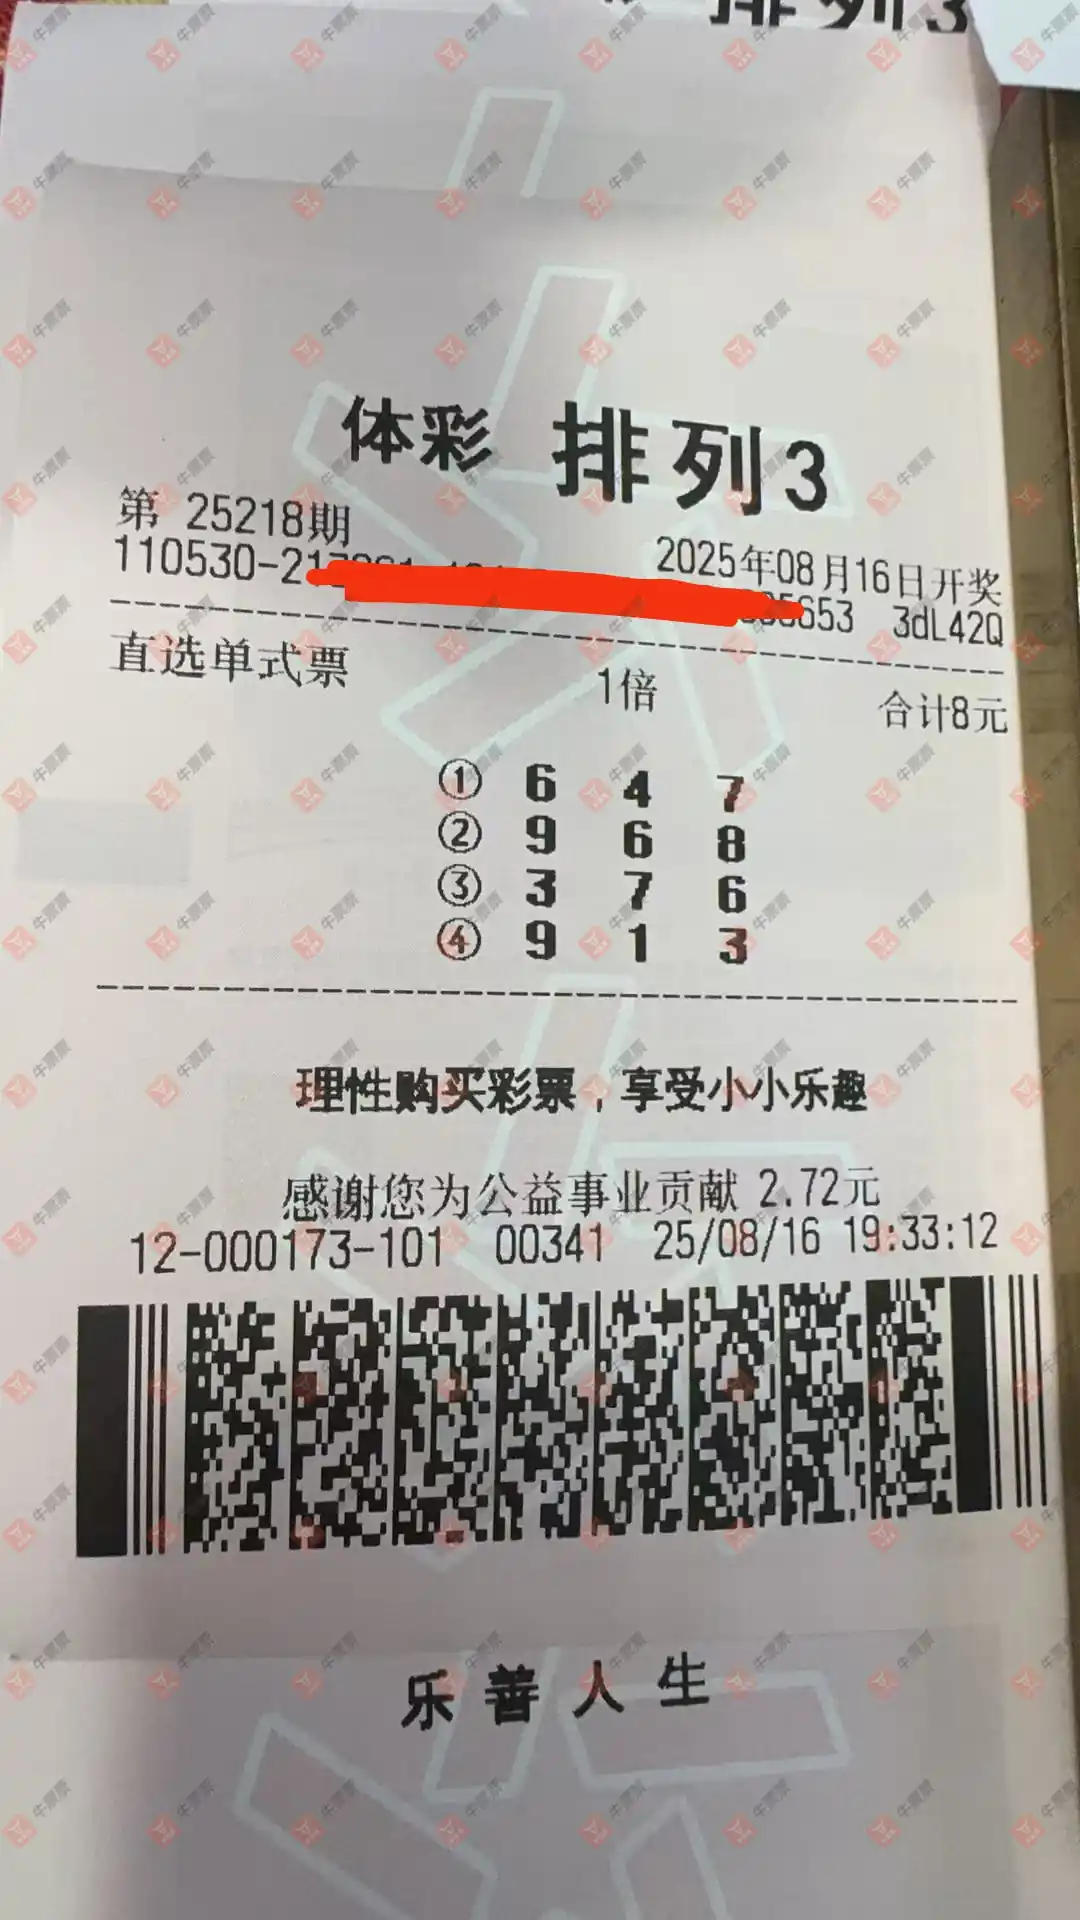 排列3
体彩 排列3
第 25218期
2025年08月16日开奖
110530-21 5653 3dL42Q
直选单式票 1倍 合计8元
① 6 4 7
② 9 6 8
③ 3 7 6
④ 9 1 3
理性购买彩票，享受小小乐趣
感谢您为公益事业贡献 2.72元
12-000173-101 00341 25/08/16 19:33:12
乐善人生
牛票票